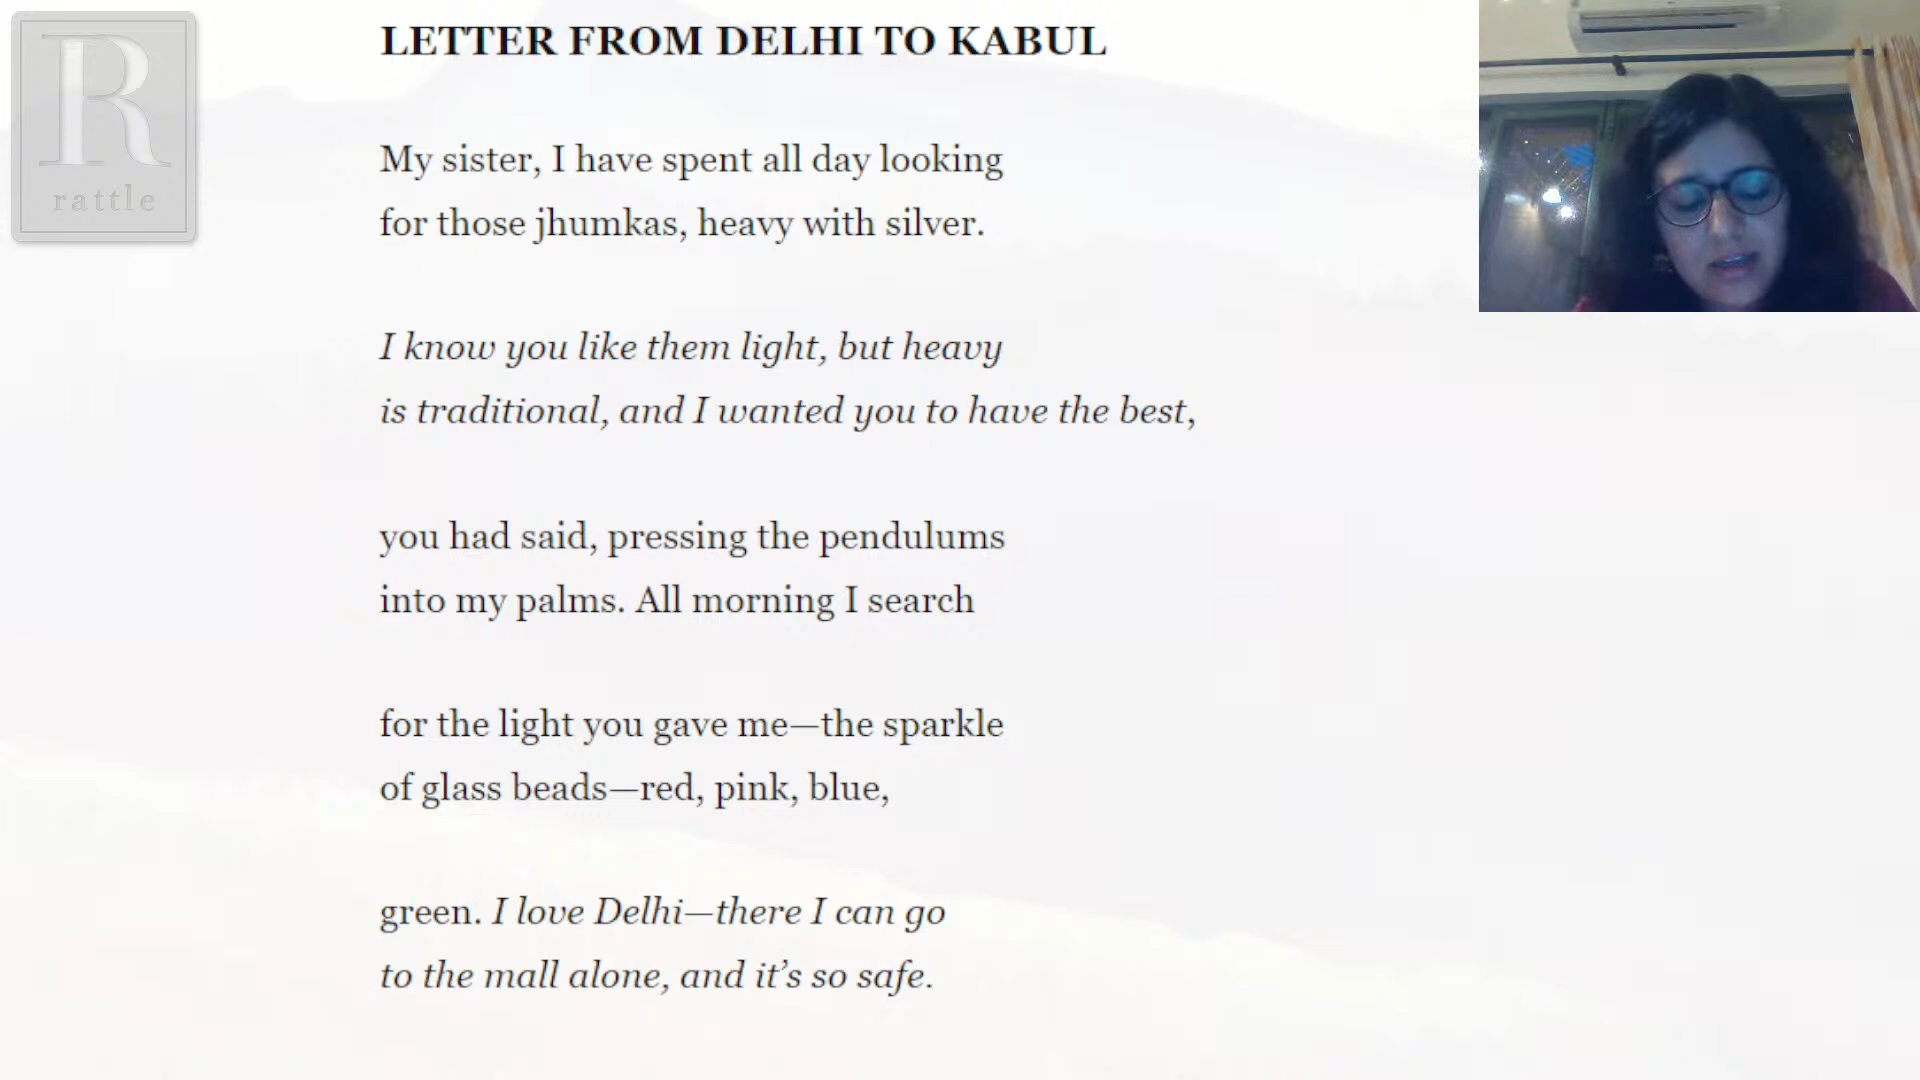 R
rattle
LETTER FROM DELHI TO KABUL
My sister, I have spent all day looking
for those jhumkas, heavy with silver.
I know you like them light, but heavy
is traditional, and I wanted you to have the best,
you had said, pressing the pendulums
into my palms. All morning I search
for the light you gave me—the sparkle
of glass beads—red, pink, blue,
green. I love Delhi—there I can go
to the mall alone, and it’s so safe.